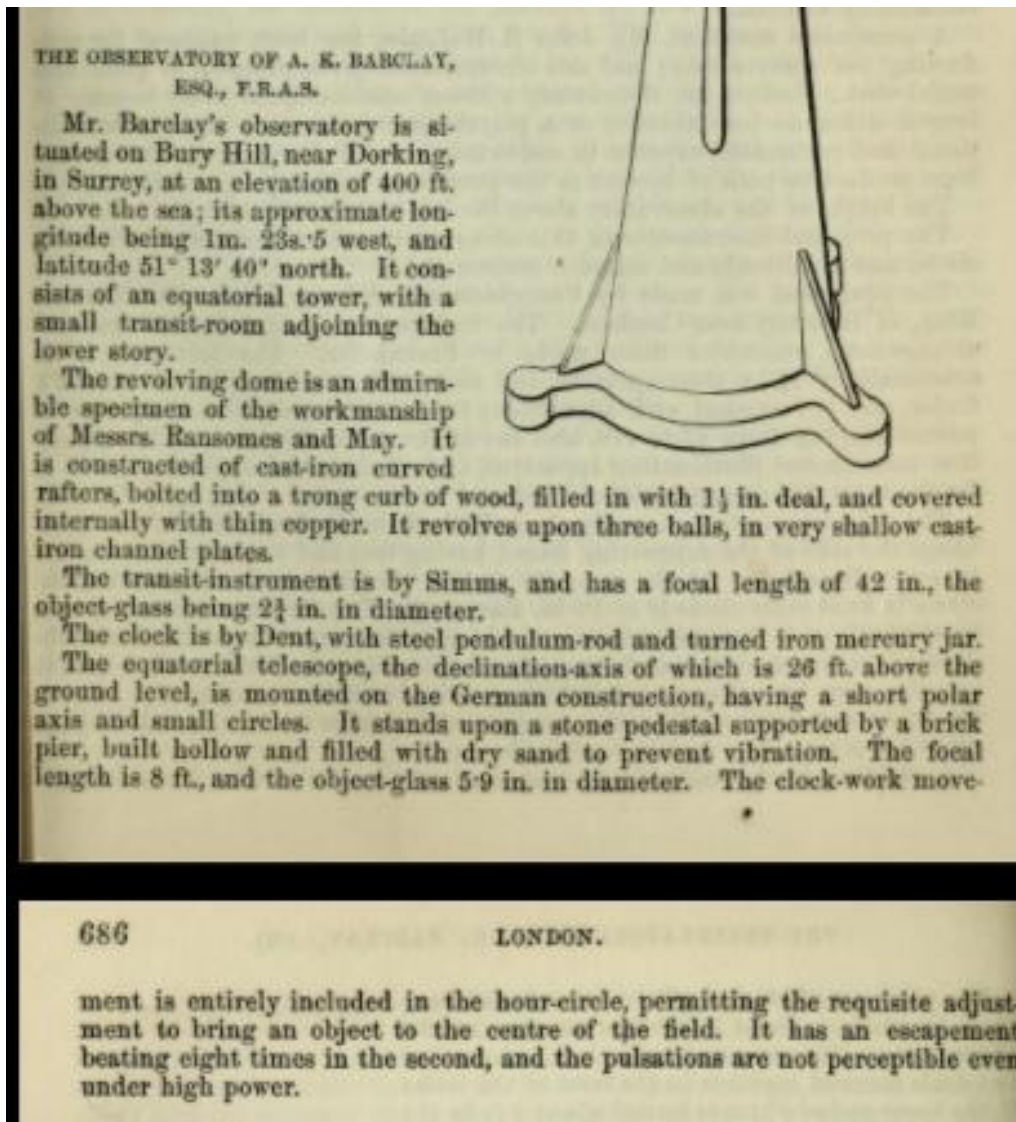 THE OBSERVATORY OF A. K. BARCLAY,
ESQ., F.R.A.S.
Mr. Barclay's observatory is si-
tuated on Bury Hill, near Dorking,
in Surrey, at an elevation of 400 ft.
above the sea; its approximate lon-
gitude being 1m. 23s.·5 west, and
latitude 51° 13′ 40″ north. It con-
sists of an equatorial tower, with a
small transit-room adjoining the
lower story.
The revolving dome is an admira-
ble specimen of the workmanship
of Messrs. Ransomes and May. It
is constructed of cast-iron curved
rafters, bolted into a trong curb of wood, filled in with 1½ in. deal, and covered
internally with thin copper. It revolves upon three balls, in very shallow cast-
iron channel plates.
The transit-instrument is by Simms, and has a focal length of 42 in., the
object-glass being 2¾ in. in diameter.
The clock is by Dent, with steel pendulum-rod and turned iron mercury jar.
The equatorial telescope, the declination-axis of which is 26 ft. above the
ground level, is mounted on the German construction, having a short polar
axis and small circles. It stands upon a stone pedestal supported by a brick
pier, built hollow and filled with dry sand to prevent vibration. The focal
length is 8 ft., and the object-glass 5·9 in. in diameter. The clock-work move-
686 LONDON.
ment is entirely included in the hour-circle, permitting the requisite adjust-
ment to bring an object to the centre of the field. It has an escapement
beating eight times in the second, and the pulsations are not perceptible even
under high power.